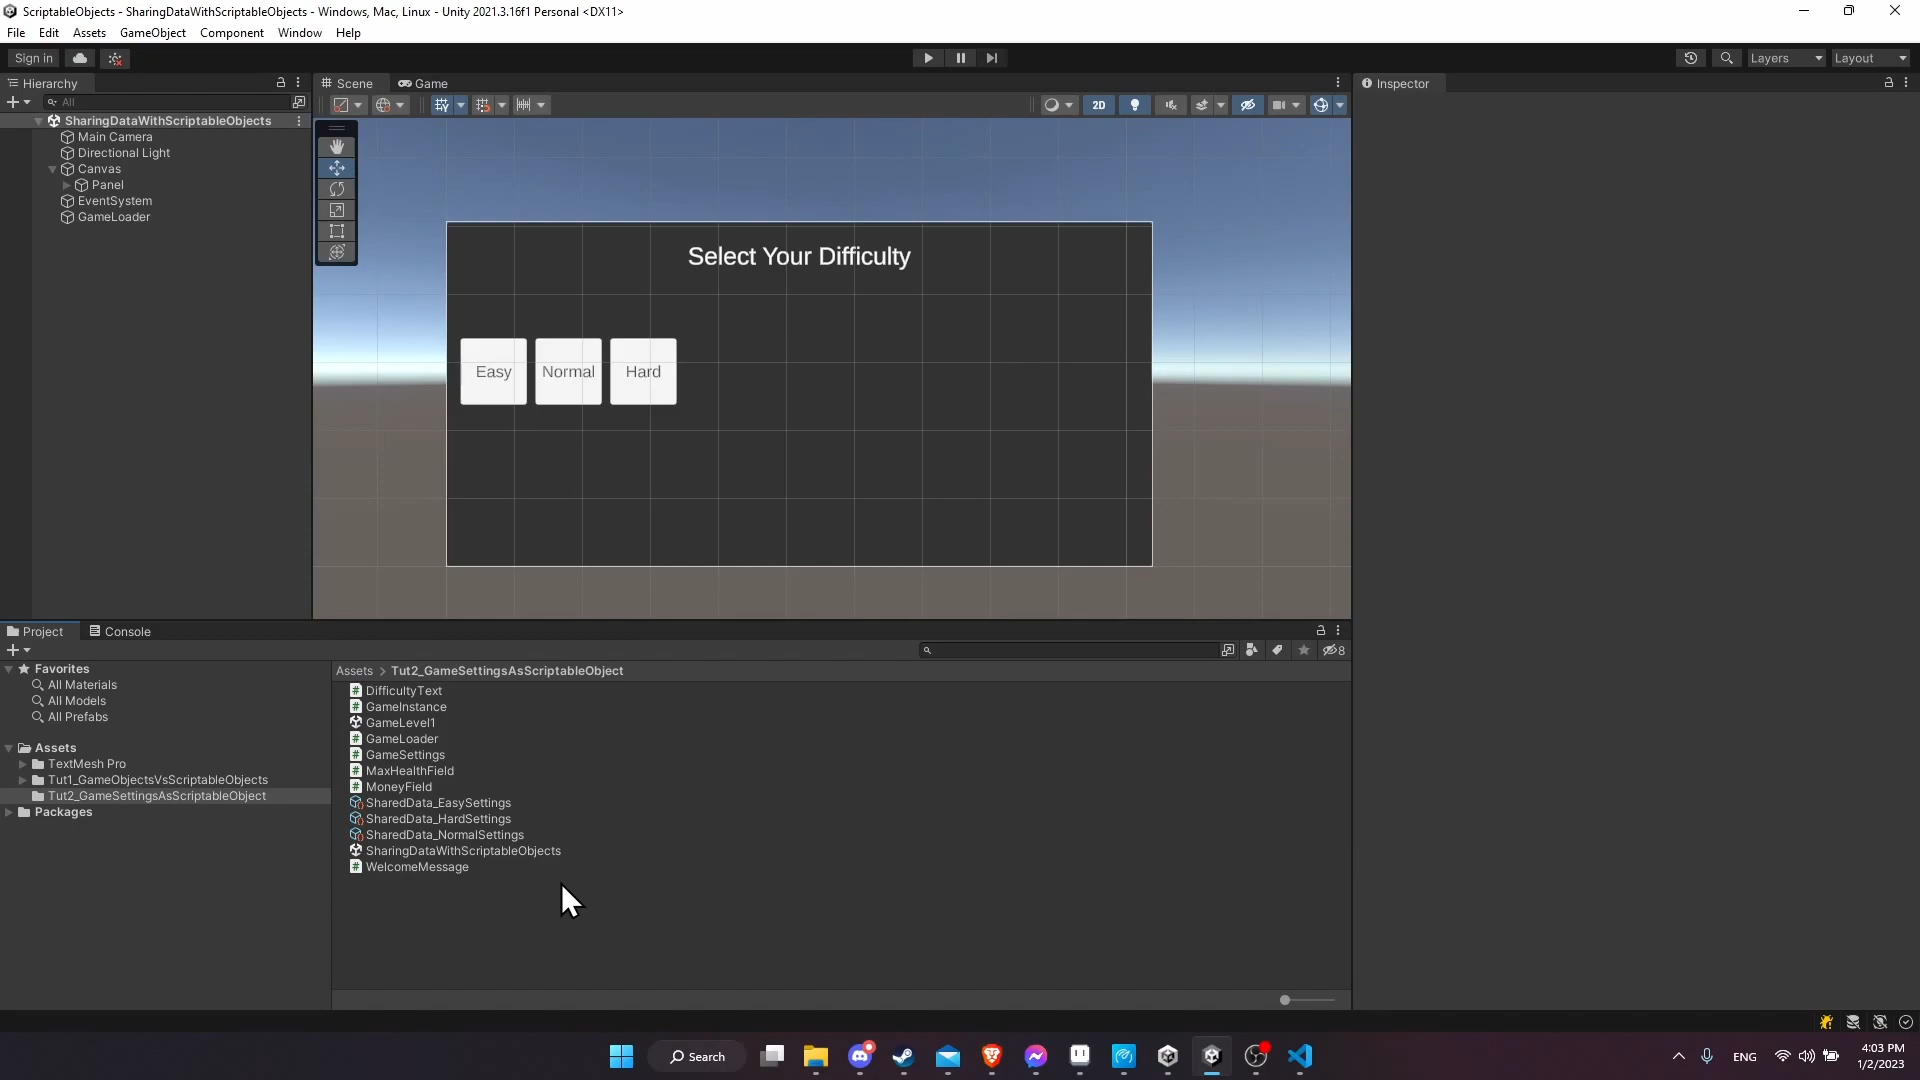 ScriptableObjects - SharingDataWithScriptableObjects - Windows, Mac, Linux - Unity 2021.3.16f1 Personal <DX11>
File Edit Assets GameObject Component Window Help
Sign in Layers Layout
Hierarchy Scene Game Inspector
All 2D
SharingDataWithScriptableObjects
Main Camera
Directional Light
Canvas
Panel
EventSystem
GameLoader
Select Your Difficulty
Easy Normal Hard
Project Console
8
Favorites
All Materials
All Models
All Prefabs
Assets
TextMesh Pro
Tut1_GameObjectsVsScriptableObjects
Tut2_GameSettingsAsScriptableObject
Packages
Assets > Tut2_GameSettingsAsScriptableObject
DifficultyText
GameInstance
GameLevel1
GameLoader
GameSettings
MaxHealthField
MoneyField
SharedData_EasySettings
SharedData_HardSettings
SharedData_NormalSettings
SharingDataWithScriptableObjects
WelcomeMessage
Search ENG 4:03 PM
1/2/2023